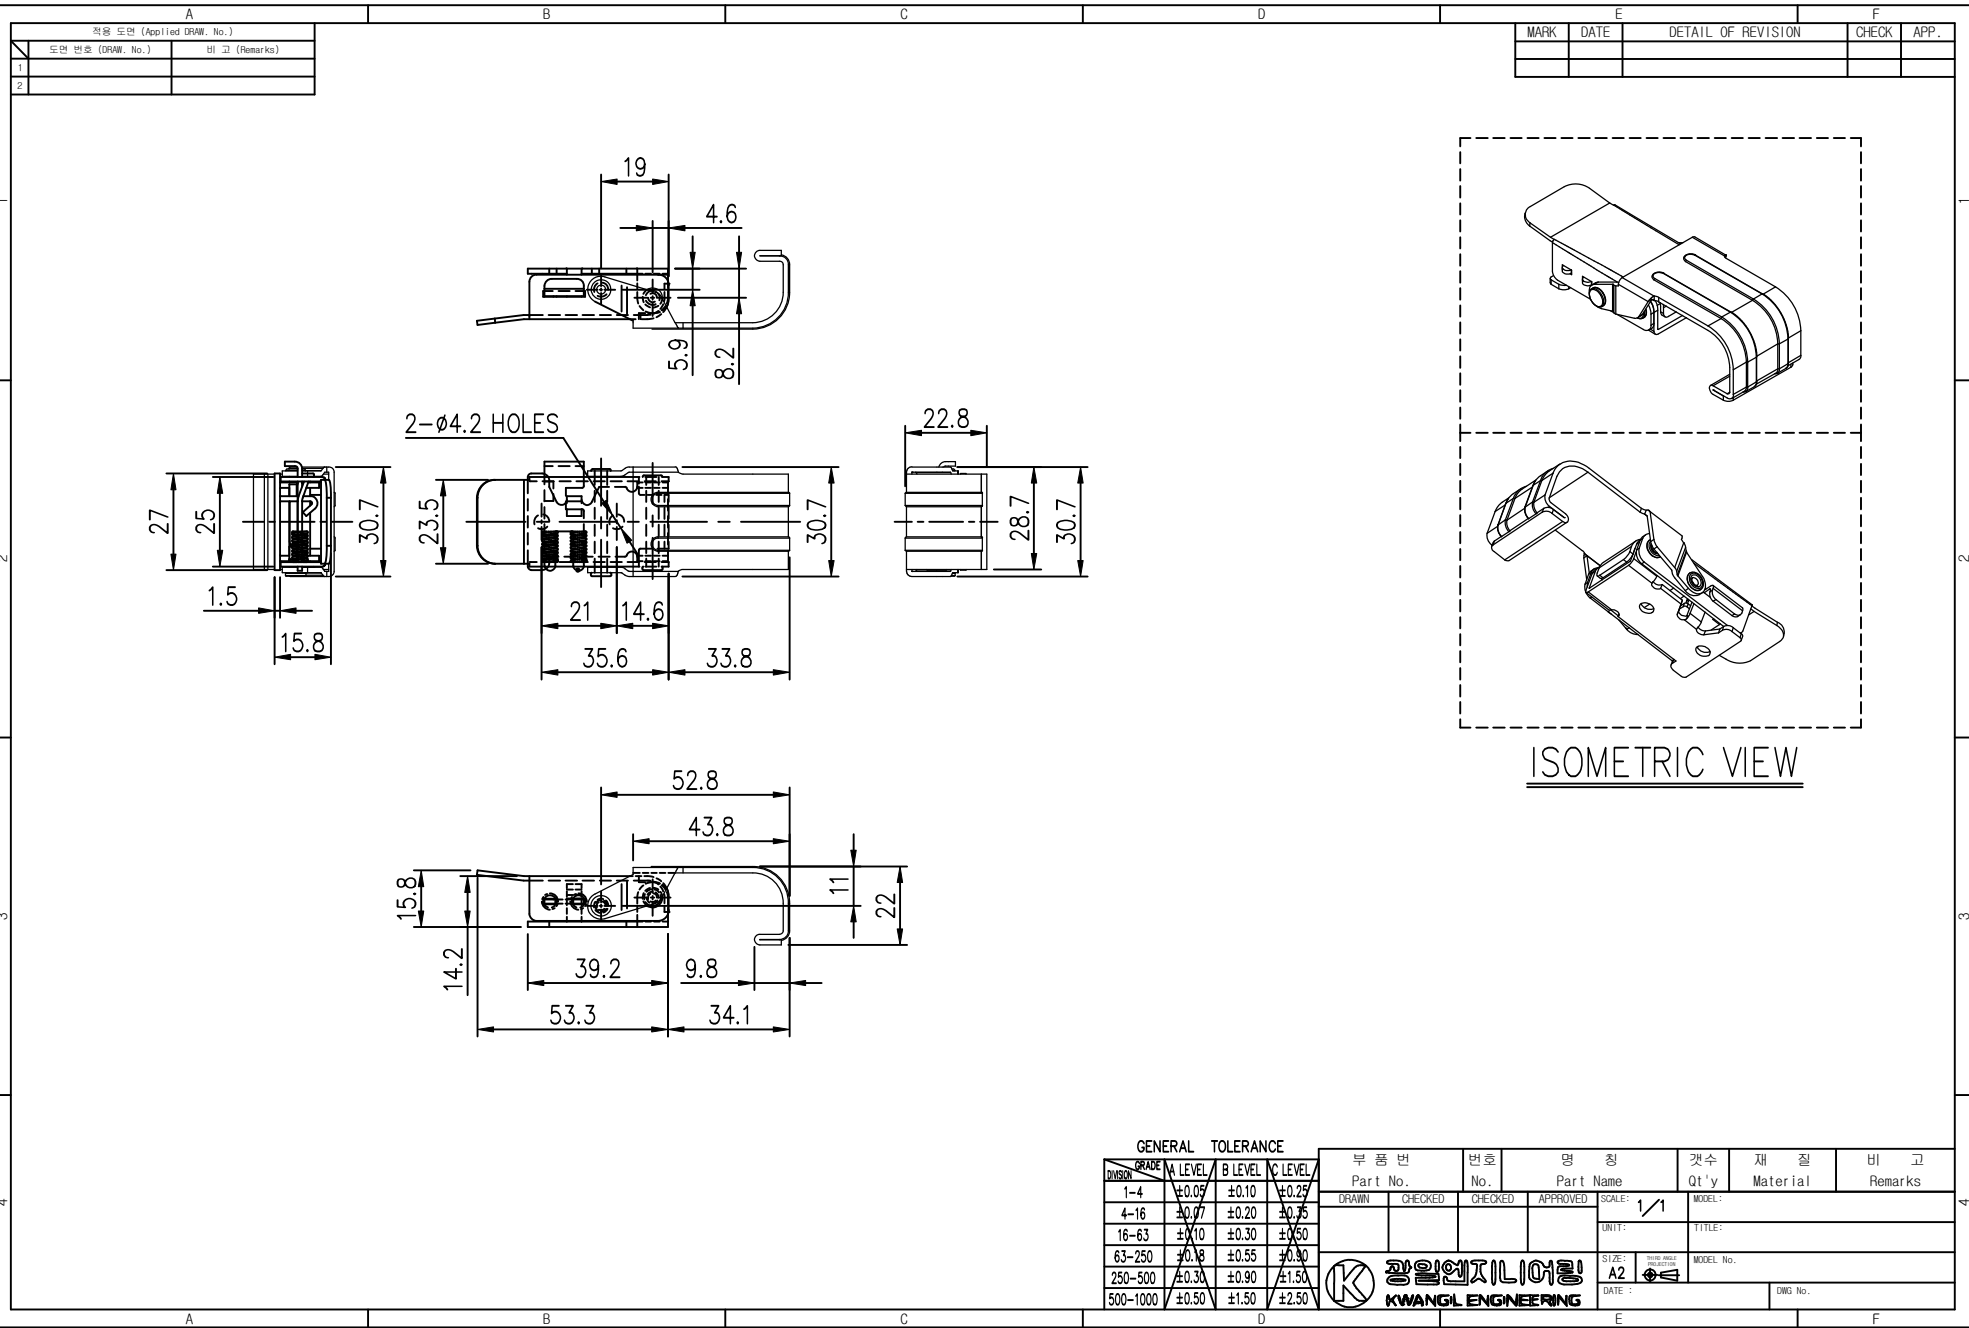 A B C D E F
적용 도면 (Applied DRAW. No.)
도면 번호 (DRAW. No.) 비 고 (Remarks)
1
2
MARK DATE DETAIL OF REVISION CHECK APP.
1 1
2 2
3 3
4 4
19
4.6
5.9
8.2
2-ø4.2 HOLES
27
25
30.7
1.5
15.8
23.5
30.7
21 14.6
35.6 33.8
22.8
28.7
30.7
52.8
43.8
15.8
14.2
11
22
39.2 9.8
53.3 34.1
ISOMETRIC VIEW
GENERAL TOLERANCE
DIVISION GRADE A LEVEL B LEVEL C LEVEL
1-4 ±0.05 ±0.10 ±0.25
4-16 ±0.07 ±0.20 ±0.35
16-63 ±0.10 ±0.30 ±0.50
63-250 ±0.18 ±0.55 ±0.90
250-500 ±0.30 ±0.90 ±1.50
500-1000 ±0.50 ±1.50 ±2.50
부 품 번 번호 명 칭 갯수 재 질 비 고
Part No. No. Part Name Qt'y Material Remarks
DRAWN CHECKED CHECKED APPROVED SCALE: 1/1 MODEL:
UNIT: TITLE:
SIZE: A2 THIRD ANGLE PROJECTION MODEL No.
DATE : DWG No.
K 광일엔지니어링
KWANGIL ENGINEERING
A B C D E F